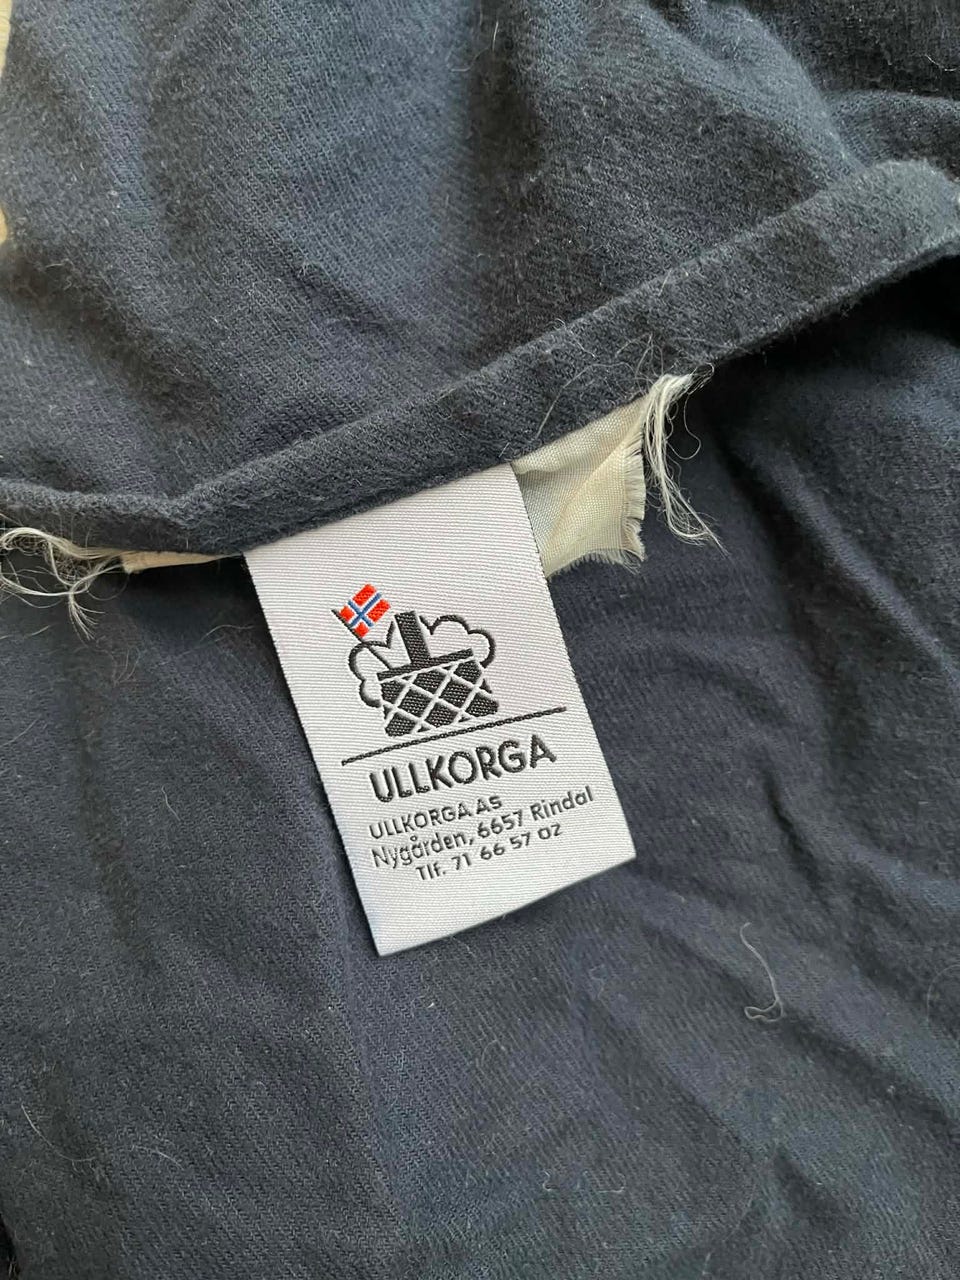 ULLKORGA
ULLKORGA AS
Nygården, 6657 Rindal
Tlf. 71 66 57 02